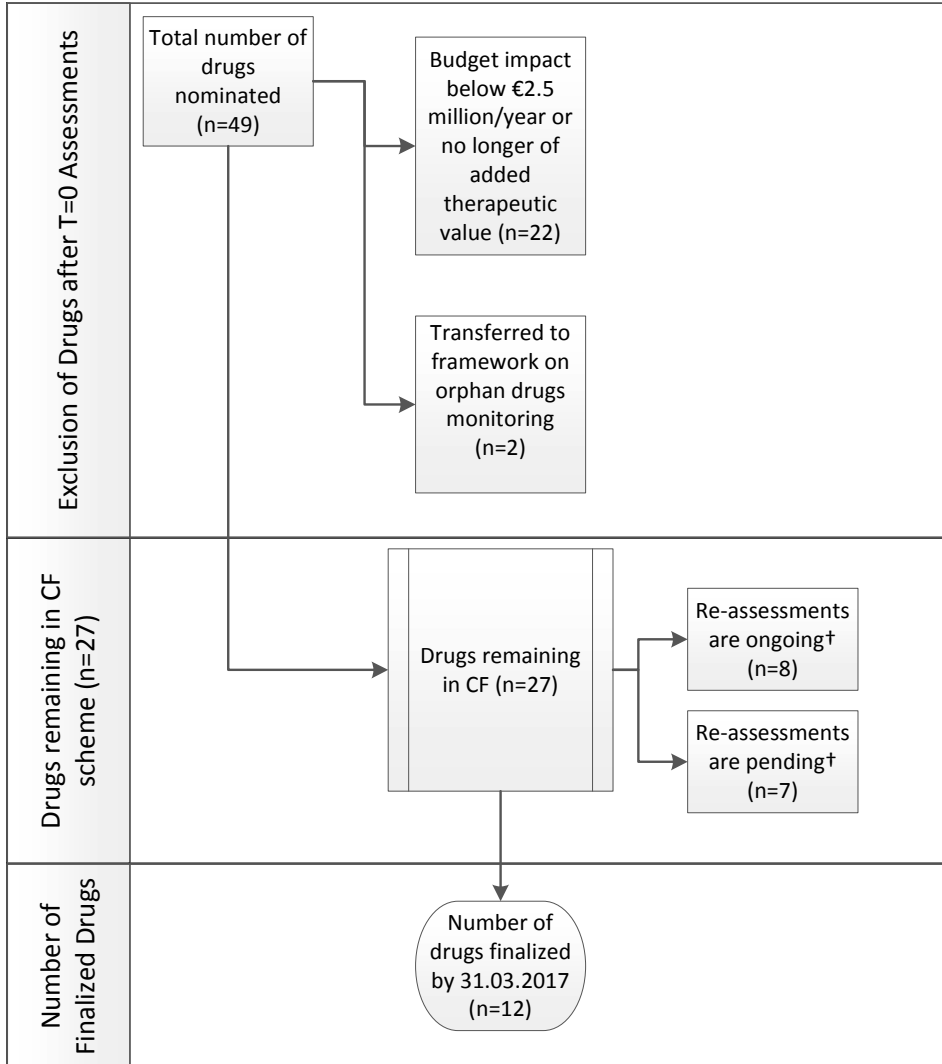 Exclusion of Drugs after T=0 Assessments
Total number of
drugs
nominated
(n=49)
Budget impact
below €2.5
million/year or
no longer of
added
therapeutic
value (n=22)
Transferred to
framework on
orphan drugs
monitoring
(n=2)
Drugs remaining in CF
scheme (n=27)
Drugs remaining
in CF (n=27)
Re-assessments
are ongoing†
(n=8)
Re-assessments
are pending†
(n=7)
Number of
Finalized Drugs
Number of
drugs finalized
by 31.03.2017
(n=12)